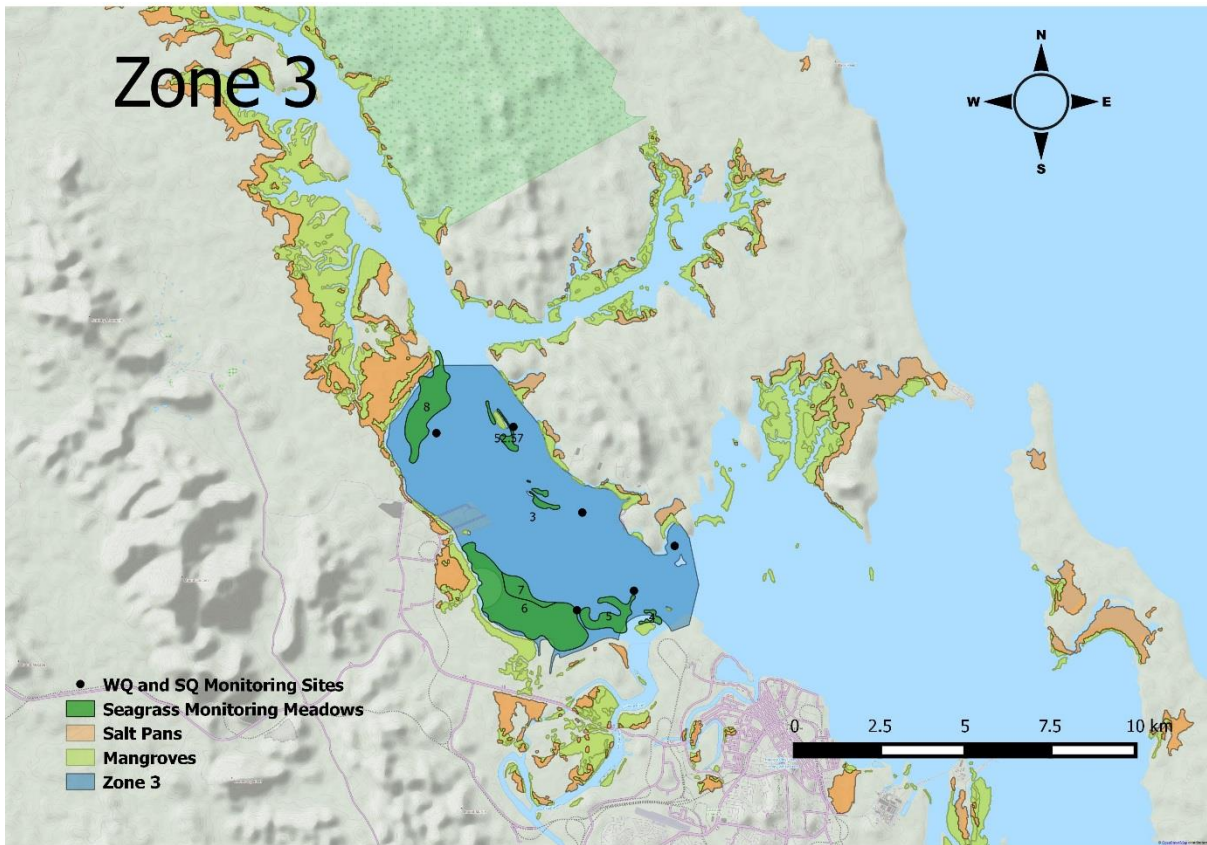 Zone 3
N
W E
S
8
52-57
3
7
6
5
4
WQ and SQ Monitoring Sites
Seagrass Monitoring Meadows
Salt Pans
Mangroves
Zone 3
0 2.5 5 7.5 10 km